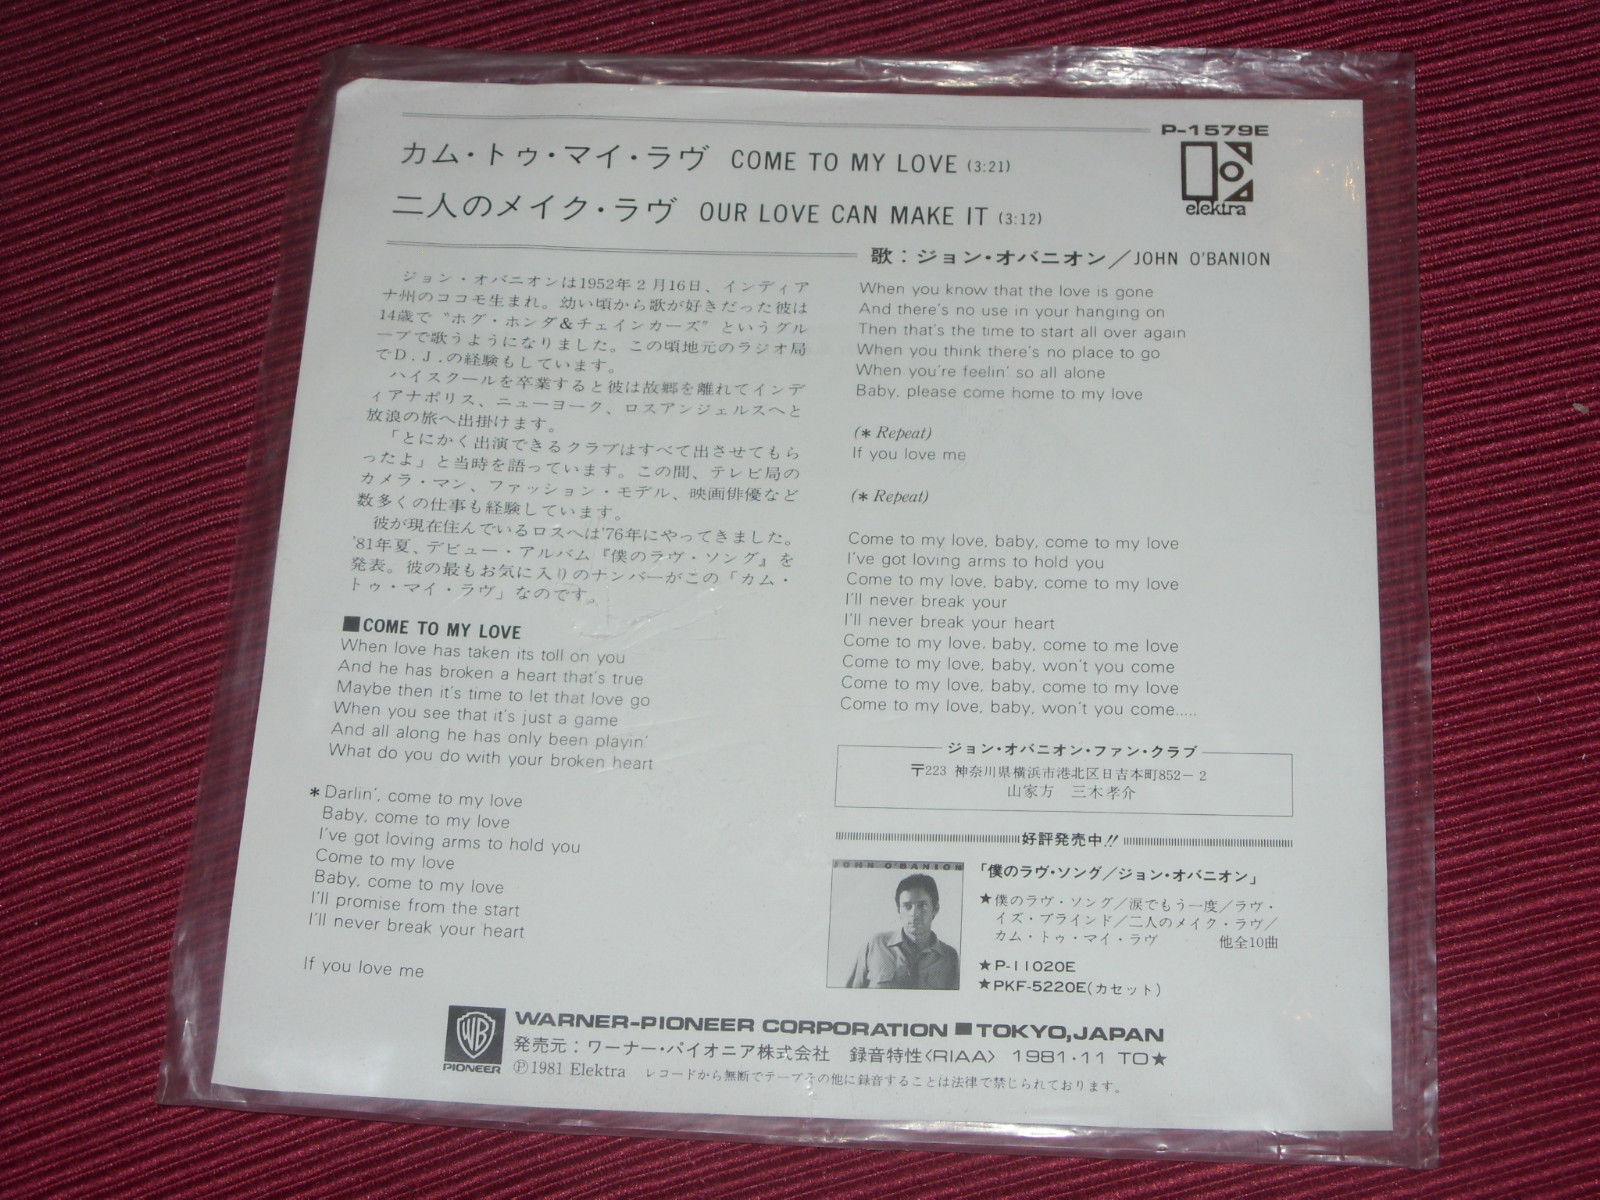 P-1579E
カム・トゥ・マイ・ラヴ COME TO MY LOVE (3:21)
二人のメイク・ラヴ OUR LOVE CAN MAKE IT (3:12)
elektra
歌：ジョン・オバニオン／JOHN O'BANION
ジョン・オバニオンは1952年2月16日、インディア
ナ州のココモ生まれ。幼い頃から歌が好きだった彼は
14歳で〝ホグ・ホンダ&チェインカーズ〞というグル
ープで歌うようになりました。この頃地元のラジオ局
でD.J.の経験もしています。
ハイスクールを卒業すると彼は故郷を離れてインデ
ィアナポリス、ニューヨーク、ロスアンジェルスへと
放浪の旅へ出掛けます。
「とにかく出演できるクラブはすべて出させてもら
ったよ」と当時を語っています。この間、テレビ局の
カメラ・マン、ファッション・モデル、映画俳優など
数多くの仕事も経験しています。
彼が現在住んでいるロスへは'76年にやってきました。
'81年夏、デビュー・アルバム『僕のラヴ・ソング』を
発表。彼の最もお気に入りのナンバーがこの「カム・
トゥ・マイ・ラヴ」なのです。
■COME TO MY LOVE
When love has taken its toll on you
And he has broken a heart that's true
Maybe then it's time to let that love go
When you see that it's just a game
And all along he has only been playin'
What do you do with your broken heart
* Darlin', come to my love
Baby, come to my love
I've got loving arms to hold you
Come to my love
Baby, come to my love
I'll promise from the start
I'll never break your heart
If you love me
When you know that the love is gone
And there's no use in your hanging on
Then that's the time to start all over again
When you think there's no place to go
When you're feelin' so all alone
Baby, please come home to my love
(* Repeat)
If you love me
(* Repeat)
Come to my love, baby, come to my love
I've got loving arms to hold you
Come to my love, baby, come to my love
I'll never break your
I'll never break your heart
Come to my love, baby, come to me love
Come to my love, baby, won't you come
Come to my love, baby, come to my love
Come to my love, baby, won't you come.....
ジョン・オバニオン・ファン・クラブ
〒223 神奈川県横浜市港北区日吉本町852－2
山家方 三木孝介
好評発売中!!
JOHN O'BANION
「僕のラヴ・ソング／ジョン・オバニオン」
★僕のラヴ・ソング／涙でもう一度／ラヴ・
イズ・ブラインド／二人のメイク・ラヴ／
カム・トゥ・マイ・ラヴ 他全10曲
★P-11020E
★PKF-5220E(カセット)
WB
PIONEER
WARNER-PIONEER CORPORATION ■ TOKYO, JAPAN
発売元：ワーナー・パイオニア株式会社 録音特性〈RIAA〉 1981・11 TO★
Ⓟ1981 Elektra レコードから無断でテープその他に録音することは法律で禁じられております。